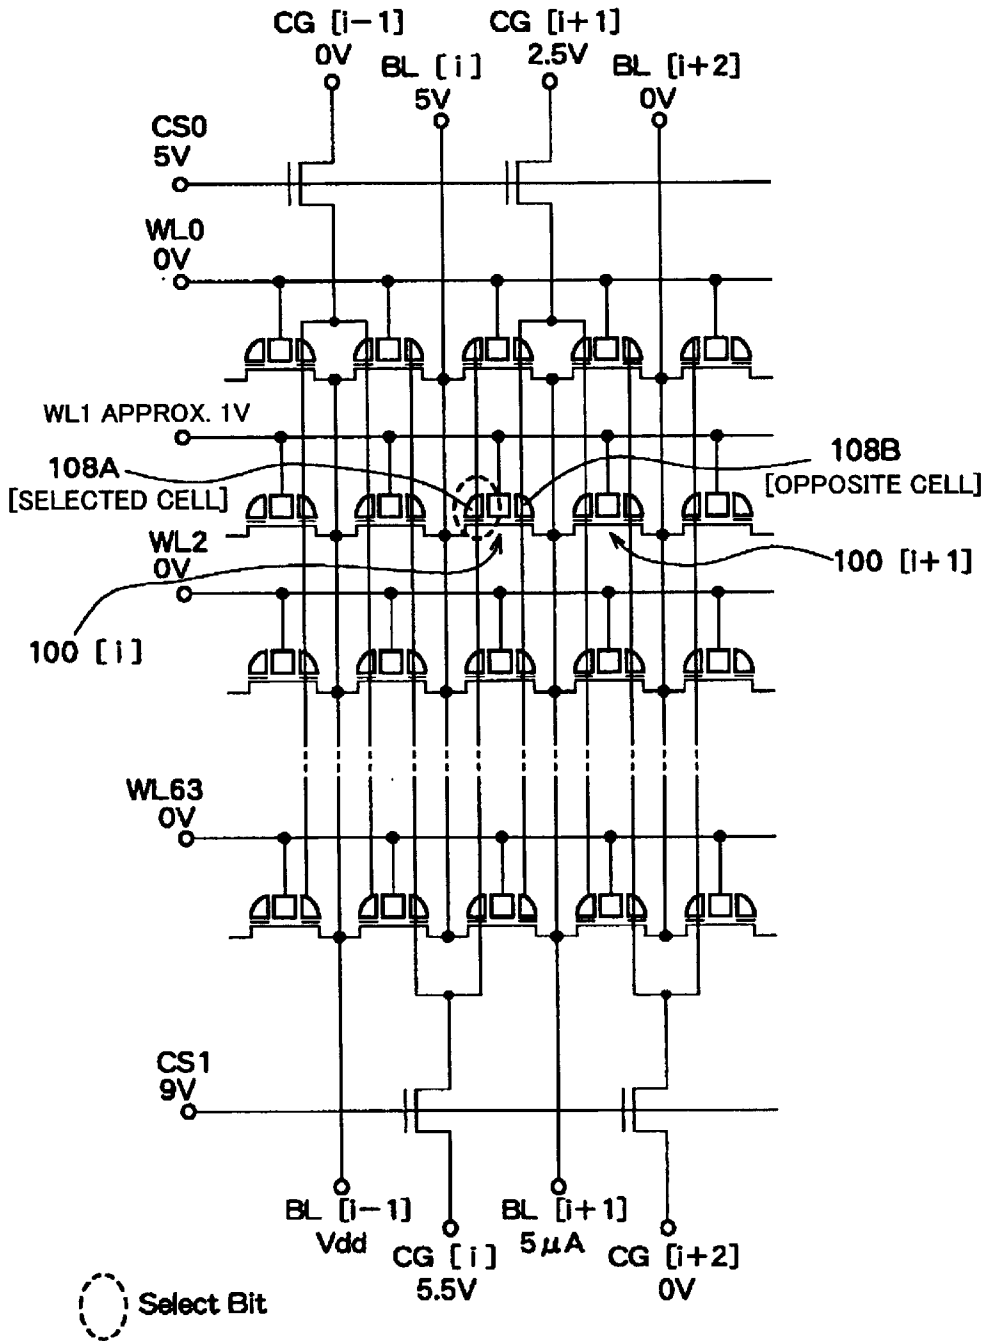 CG [i-1]
0V
CG [i+1]
2.5V
BL [i]
5V
BL [i+2]
0V
CS0
5V
WL0
0V
WL1 APPROX. 1V
108A
[SELECTED CELL]
108B
[OPPOSITE CELL]
WL2
0V
100 [i+1]
100 [i]
WL63
0V
CS1
9V
BL [i-1]
Vdd
BL [i+1]
5μA
CG [i]
5.5V
CG [i+2]
0V
Select Bit